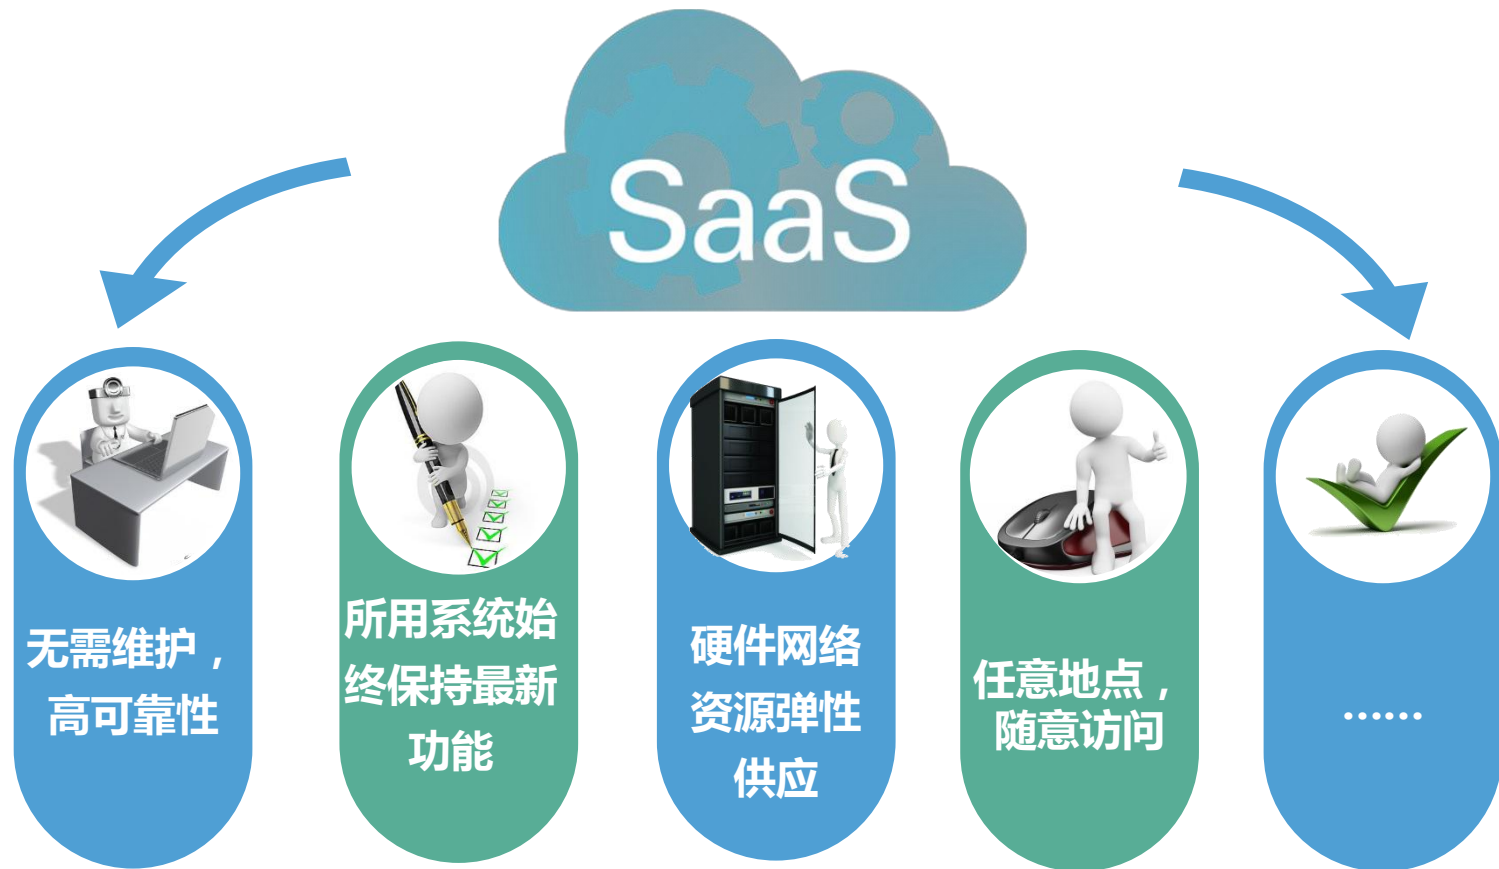 SaaS
无需维护，
高可靠性
所用系统始
终保持最新
功能
硬件网络
资源弹性
供应
任意地点，
随意访问
......